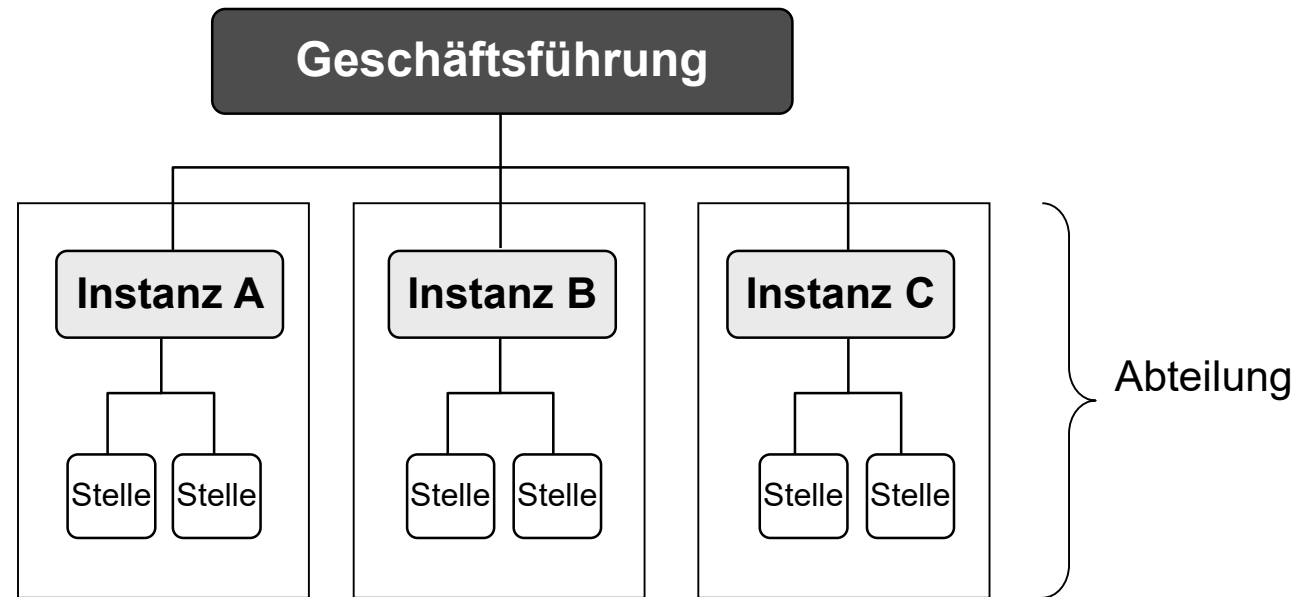 Geschäftsführung
Instanz A
Instanz B
Instanz C
Abteilung
Stelle
Stelle
Stelle
Stelle
Stelle
Stelle